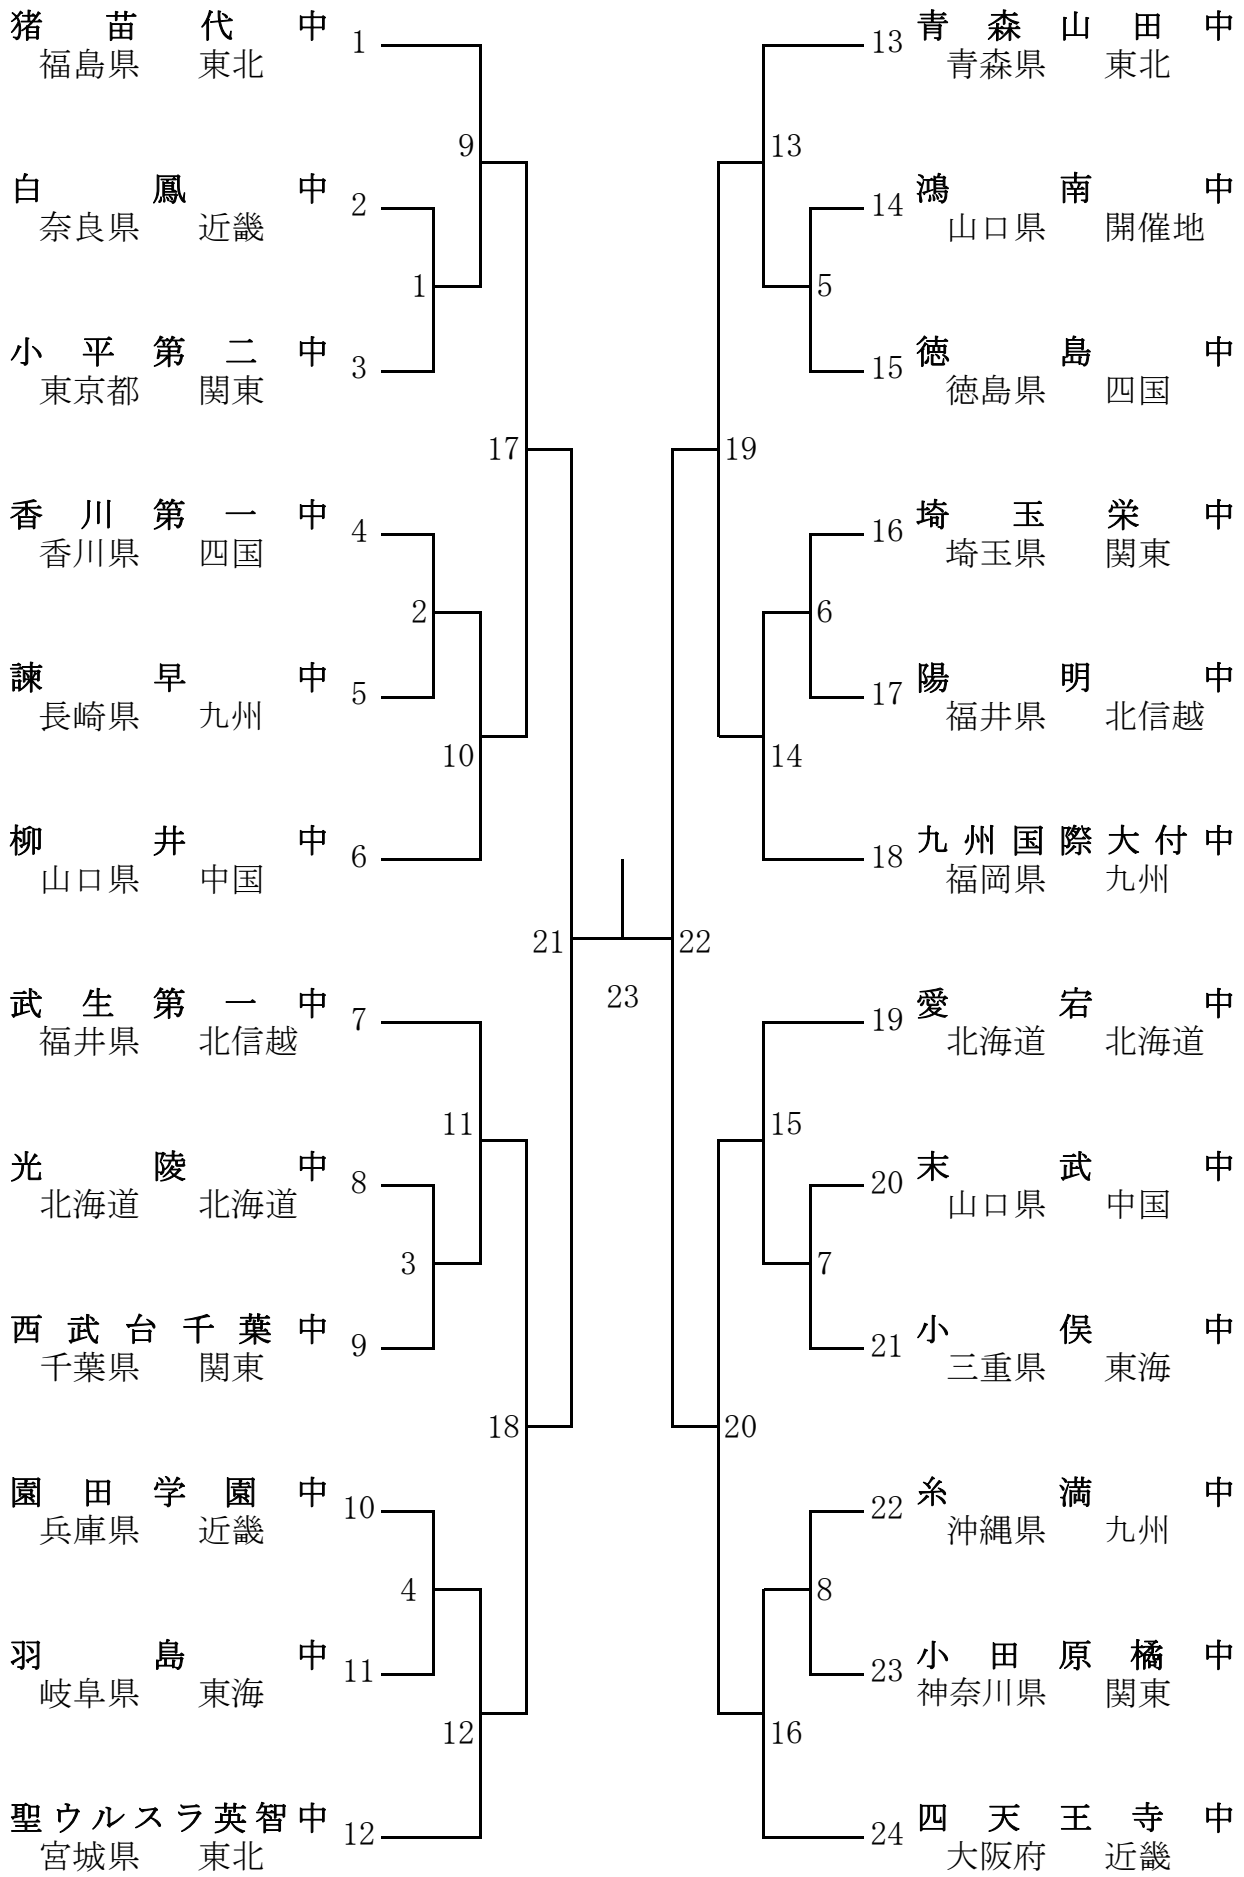 猪苗代中 1
福島県 東北
9
白鳳中 2
奈良県 近畿
1
小平第二中 3
東京都 関東
17
香川第一中 4
香川県 四国
2
諫早中 5
長崎県 九州
10
柳井中 6
山口県 中国
21
武生第一中 7
福井県 北信越
11
光陵中 8
北海道 北海道
3
西武台千葉中 9
千葉県 関東
18
園田学園中 10
兵庫県 近畿
4
羽島中 11
岐阜県 東海
12
聖ウルスラ英智中 12
宮城県 東北
23
13 青森山田中
青森県 東北
13
14 鴻南中
山口県 開催地
5
15 徳島中
徳島県 四国
19
16 埼玉栄中
埼玉県 関東
6
17 陽明中
福井県 北信越
14
18 九州国際大付中
福岡県 九州
22
19 愛宕中
北海道 北海道
15
20 末武中
山口県 中国
7
21 小俣中
三重県 東海
20
22 糸満中
沖縄県 九州
8
23 小田原橘中
神奈川県 関東
16
24 四天王寺中
大阪府 近畿